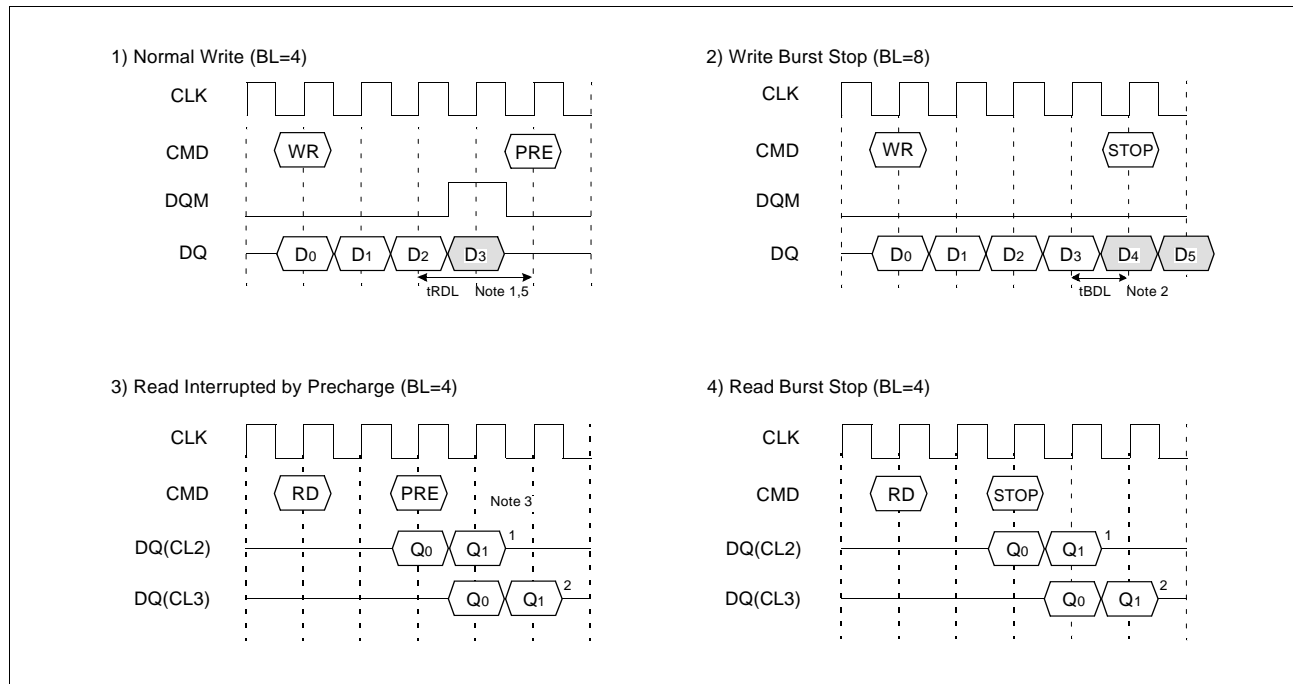 1) Normal Write (BL=4)
CLK
CMD WR PRE
DQM
DQ D0 D1 D2 D3
tRDL Note 1,5
2) Write Burst Stop (BL=8)
CLK
CMD WR STOP
DQM
DQ D0 D1 D2 D3 D4 D5
tBDL Note 2
3) Read Interrupted by Precharge (BL=4)
CLK
CMD RD PRE Note 3
DQ(CL2) Q0 Q1 1
DQ(CL3) Q0 Q1 2
4) Read Burst Stop (BL=4)
CLK
CMD RD STOP
DQ(CL2) Q0 Q1 1
DQ(CL3) Q0 Q1 2